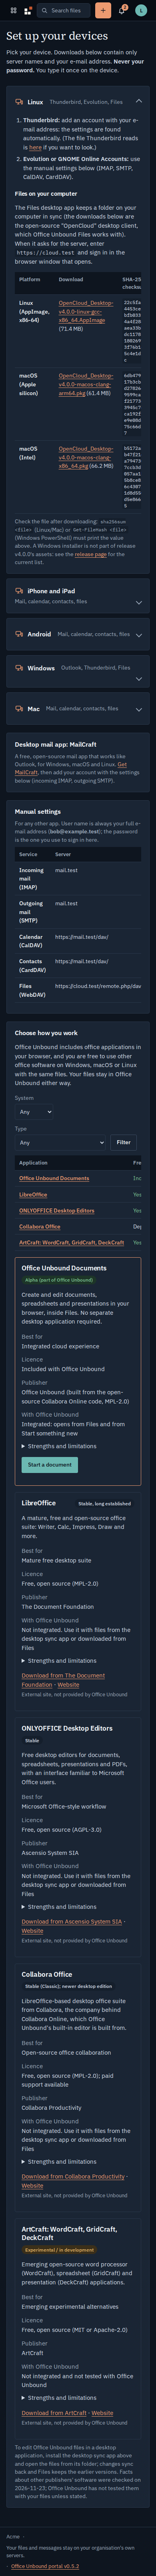 Search files
2
L
Set up your devices
Pick your device. Downloads below contain only
data about your account and this server. Never your
password. You type it once on the device.
Linux Thunderbird, Evolution, Files
1. Thunderbird: add an account with your e-
mail address: the settings are found
automatically. (The file Thunderbird reads
is here if you want to look.)
2. Evolution or GNOME Online Accounts: use
the manual settings below (IMAP, SMTP,
CalDAV, CardDAV).
Files on your computer
The Files desktop app keeps a folder on your
computer in sync (the download buttons below
are the open-source "OpenCloud" desktop client,
which Office Unbound Files works with).
When it asks for the server, enter
https://cloud.test and sign in the window
it opens.
Platform Download SHA-25
checksu
Linux
(AppImage,
x86-64)
OpenCloud_Desktop-
v4.0.0-linux-gcc-
x86_64.AppImage
(71.4 MB)
macOS
(Apple
silicon)
OpenCloud_Desktop-
v4.0.0-macos-clang-
arm64.pkg (61.4 MB)
macOS
(Intel)
OpenCloud_Desktop-
v4.0.0-macos-clang-
x86_64.pkg (66.2 MB)
Check the file after downloading: sha256sum
<file> (Linux/Mac) or Get-FileHash <file>
(Windows PowerShell) must print the value
above. A Windows installer is not part of release
v4.0.0's assets: see the release page for the
current list.
iPhone and iPad
Mail, calendar, contacts, files
Android Mail, calendar, contacts, files
Windows Outlook, Thunderbird, Files
Mac Mail, calendar, contacts, files
Desktop mail app: MailCraft
A free, open-source mail app that works like
Outlook, for Windows, macOS and Linux. Get
MailCraft, then add your account with the settings
below (incoming IMAP, outgoing SMTP).
Manual settings
For any other app. User name is always your full e-
mail address (bob@example.test); the password
is the one you use to sign in here.
Service Server
Incoming
mail
(IMAP)
mail.test
Outgoing
mail
(SMTP)
mail.test
Calendar
(CalDAV)
https://mail.test/dav/
Contacts
(CardDAV)
https://mail.test/dav/
Files
(WebDAV)
https://cloud.test/remote.php/dav
Choose how you work
Office Unbound includes office applications in
your browser, and you are free to use other
office software on Windows, macOS or Linux
with the same files. Your files stay in Office
Unbound either way.
System
Any
Type
Any
Filter
Application Fre
Office Unbound Documents Inc
LibreOffice Yes
ONLYOFFICE Desktop Editors Yes
Collabora Office Dep
ArtCraft: WordCraft, GridCraft, DeckCraft Yes
Office Unbound Documents
Alpha (part of Office Unbound)
Create and edit documents,
spreadsheets and presentations in your
browser, inside Files. No separate
desktop application required.
Best for
Integrated cloud experience
Licence
Included with Office Unbound
Publisher
Office Unbound (built from the open-
source Collabora Online code, MPL-2.0)
With Office Unbound
Integrated: opens from Files and from
Start something new
Strengths and limitations
Start a document
LibreOffice Stable, long established
A mature, free and open-source office
suite: Writer, Calc, Impress, Draw and
more.
Best for
Mature free desktop suite
Licence
Free, open source (MPL-2.0)
Publisher
The Document Foundation
With Office Unbound
Not integrated. Use it with files from the
desktop sync app or downloaded from
Files
Strengths and limitations
Download from The Document
Foundation · Website
External site, not provided by Office Unbound
ONLYOFFICE Desktop Editors
Stable
Free desktop editors for documents,
spreadsheets, presentations and PDFs,
with an interface familiar to Microsoft
Office users.
Best for
Microsoft Office-style workflow
Licence
Free, open source (AGPL-3.0)
Publisher
Ascensio System SIA
With Office Unbound
Not integrated. Use it with files from the
desktop sync app or downloaded from
Files
Strengths and limitations
Download from Ascensio System SIA ·
Website
External site, not provided by Office Unbound
Collabora Office
Stable (Classic); newer desktop edition
LibreOffice-based desktop office suite
from Collabora, the company behind
Collabora Online, which Office
Unbound's built-in editor is built from.
Best for
Open-source office collaboration
Licence
Free, open source (MPL-2.0); paid
support available
Publisher
Collabora Productivity
With Office Unbound
Not integrated. Use it with files from the
desktop sync app or downloaded from
Files
Strengths and limitations
Download from Collabora Productivity ·
Website
External site, not provided by Office Unbound
ArtCraft: WordCraft, GridCraft,
DeckCraft
Experimental / in development
Emerging open-source word processor
(WordCraft), spreadsheet (GridCraft) and
presentation (DeckCraft) applications.
Best for
Emerging experimental alternatives
Licence
Free, open source (MIT or Apache-2.0)
Publisher
ArtCraft
With Office Unbound
Not integrated and not tested with Office
Unbound
Strengths and limitations
Download from ArtCraft · Website
External site, not provided by Office Unbound
To edit Office Unbound files in a desktop
application, install the desktop sync app above
and open the files from its folder; changes sync
back and Files keeps the earlier versions. Facts
about other publishers' software were checked
on 2026-11-23; Office Unbound has not tested
them with your files unless stated.
Acme ·
Your files and messages stay on your organisation's own
servers.
· Office Unbound portal v0.5.2